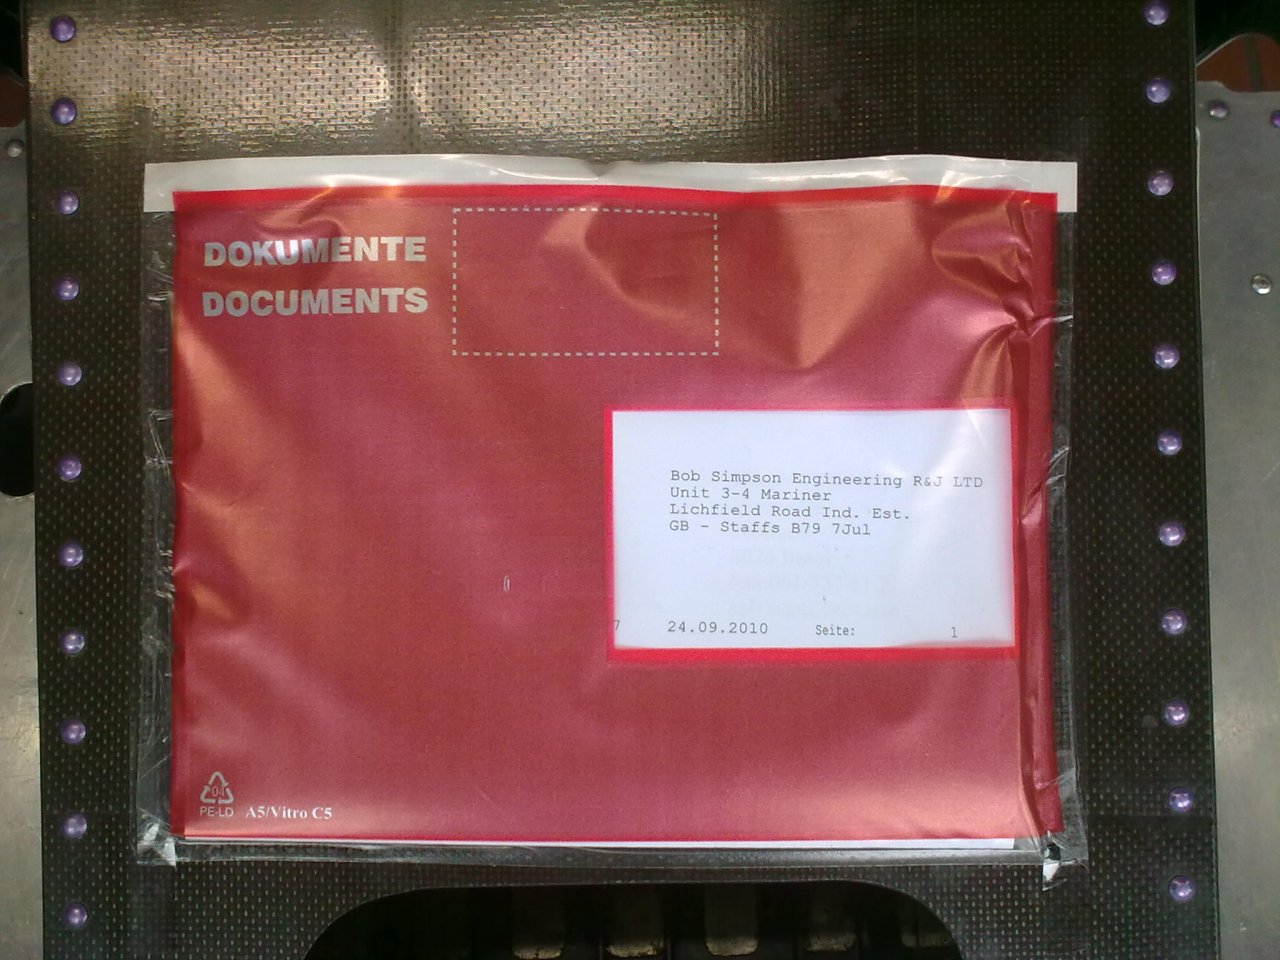 DOKUMENTE
DOCUMENTS
Bob Simpson Engineering R&J LTD
Unit 3-4 Mariner
Lichfield Road Ind. Est.
GB - Staffs B79 7Jul
7 24.09.2010 Seite: 1
04
PE-LD A5/Vitro C5